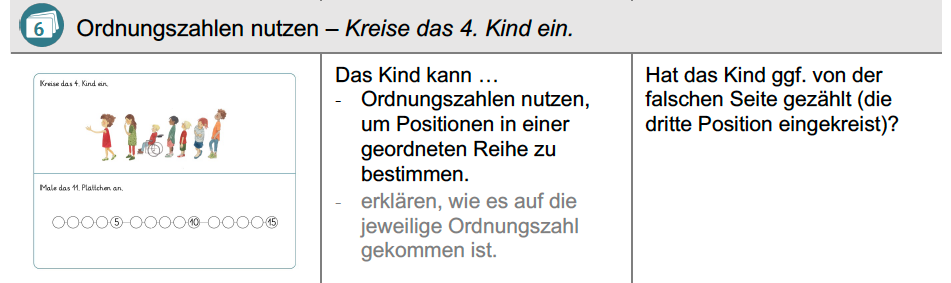 6
Ordnungszahlen nutzen – Kreise das 4. Kind ein.
Kreise das 4. Kind ein.
Male das 11. Plättchen an.
5 10 15
Das Kind kann …
- Ordnungszahlen nutzen,
um Positionen in einer
geordneten Reihe zu
bestimmen.
- erklären, wie es auf die
jeweilige Ordnungszahl
gekommen ist.
Hat das Kind ggf. von der
falschen Seite gezählt (die
dritte Position eingekreist)?